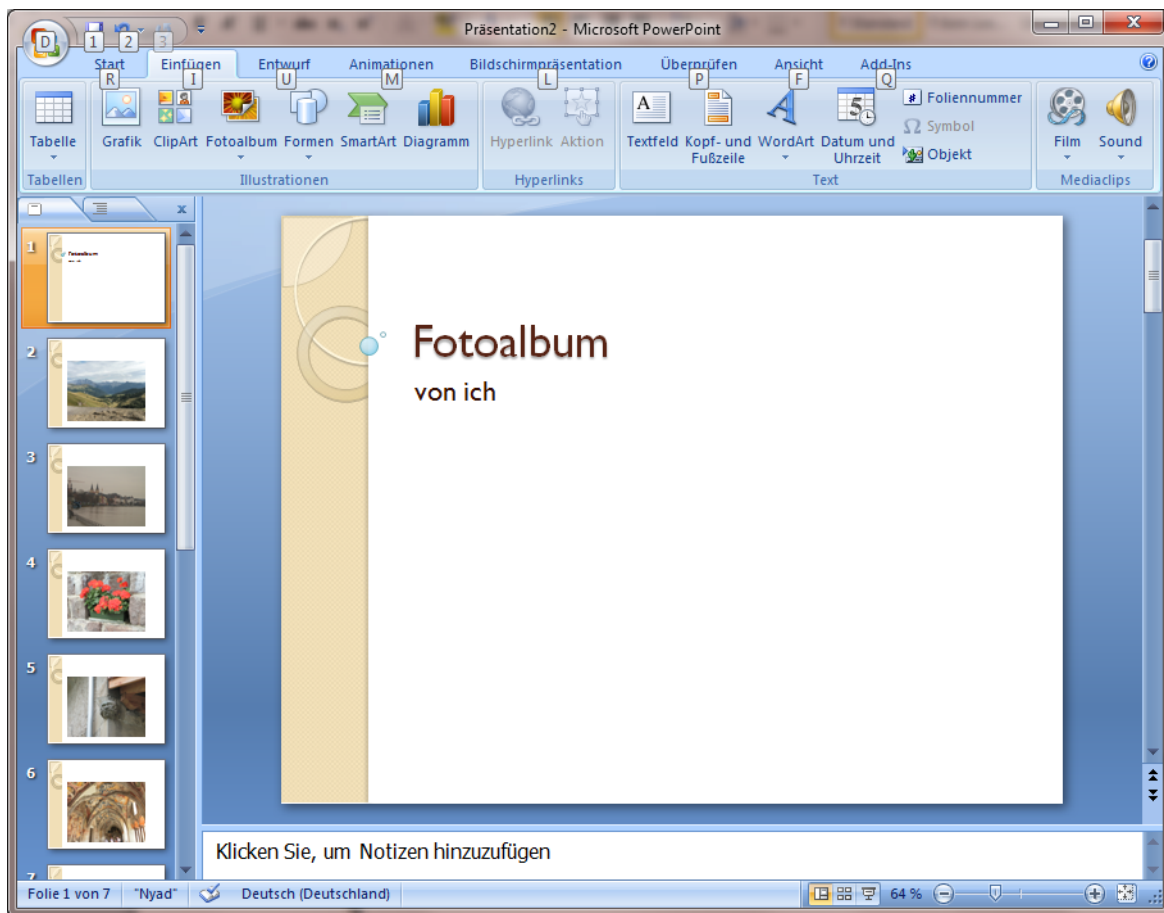 Präsentation2 - Microsoft PowerPoint
D 1 2 3
Start Einfügen Entwurf Animationen Bildschirmpräsentation Überprüfen Ansicht Add-Ins
R I U M L P F Q
Tabelle Grafik ClipArt Fotoalbum Formen SmartArt Diagramm Hyperlink Aktion Textfeld Kopf- und Fußzeile WordArt Datum und Uhrzeit
Foliennummer
Symbol
Objekt
Film Sound
Tabellen Illustrationen Hyperlinks Text Mediaclips
1
Fotoalbum
2
3
4
5
6
7
Fotoalbum
von ich
Klicken Sie, um Notizen hinzuzufügen
Folie 1 von 7 "Nyad" Deutsch (Deutschland) 64 %